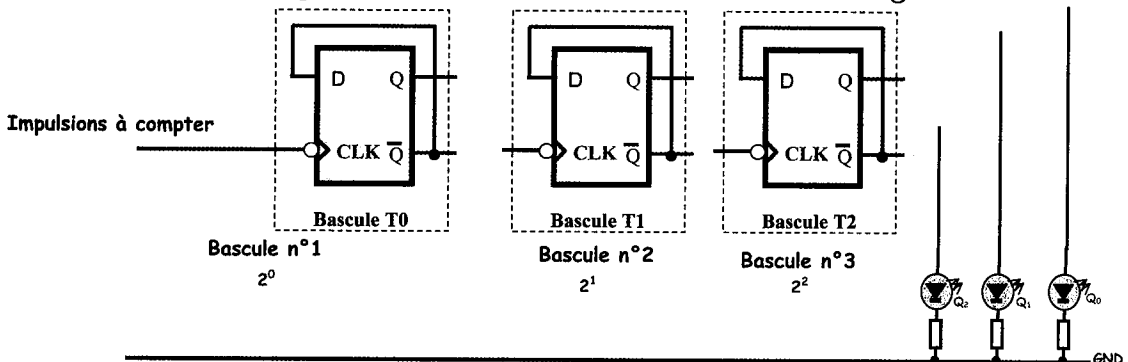 D Q
D Q
D Q
Impulsions à compter
CLK Q̅
CLK Q̅
CLK Q̅
Bascule T0
Bascule T1
Bascule T2
Bascule n°1
Bascule n°2
Bascule n°3
2⁰
2¹
2²
Q₂
Q₁
Q₀
GND